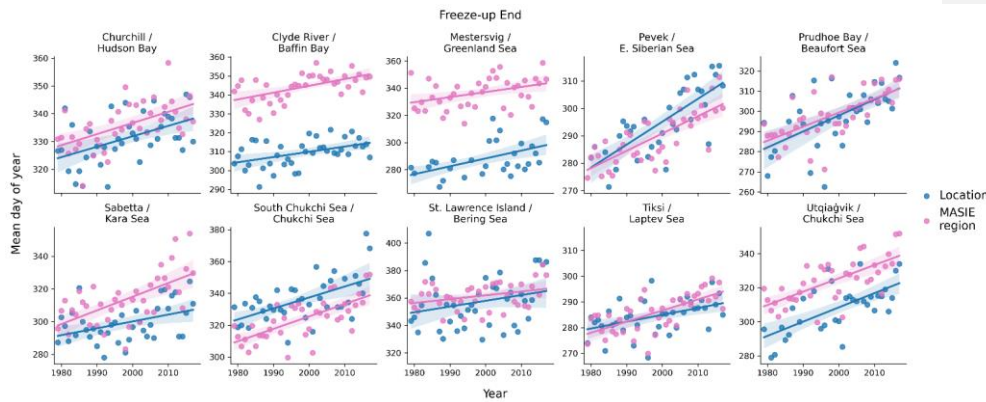 Freeze-up End
Churchill /
Hudson Bay
Clyde River /
Baffin Bay
Mestersvig /
Greenland Sea
Pevek /
E. Siberian Sea
Prudhoe Bay /
Beaufort Sea
360
350
340
330
320
360
350
340
330
320
310
300
290
360
340
320
300
280
310
300
290
280
270
320
310
300
290
280
270
260
Mean day of year
Sabetta /
Kara Sea
South Chukchi Sea /
Chukchi Sea
St. Lawrence Island /
Bering Sea
Tiksi /
Laptev Sea
Utqiaġvik /
Chukchi Sea
340
320
300
280
380
360
340
320
300
400
380
360
340
320
310
300
290
280
270
340
320
300
280
1980 1990 2000 2010
1980 1990 2000 2010
1980 1990 2000 2010
1980 1990 2000 2010
1980 1990 2000 2010
Year
Location
MASIE
region